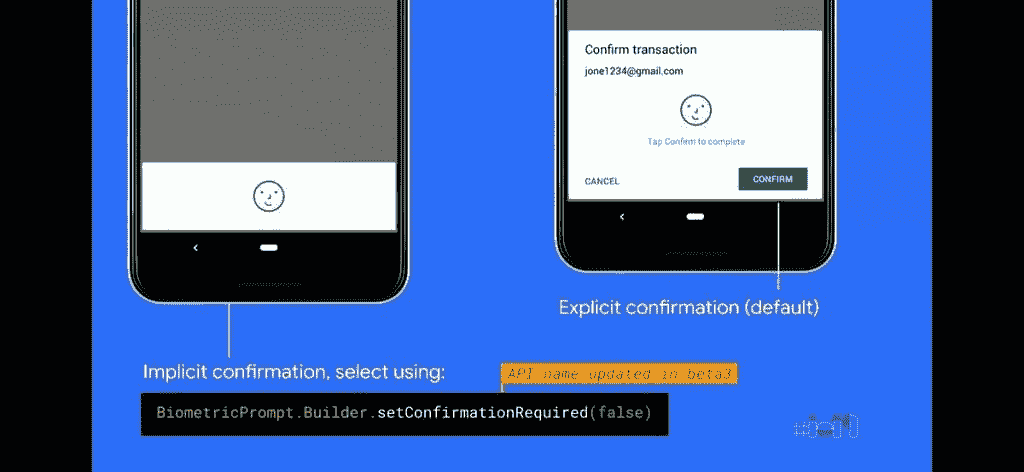 Confirm transaction
jone1234@gmail.com
Tap Confirm to complete
CANCEL
CONFIRM
Explicit confirmation (default)
Implicit confirmation, select using:
API name updated in beta3
BiometricPrompt.Builder.setConfirmationRequired(false)